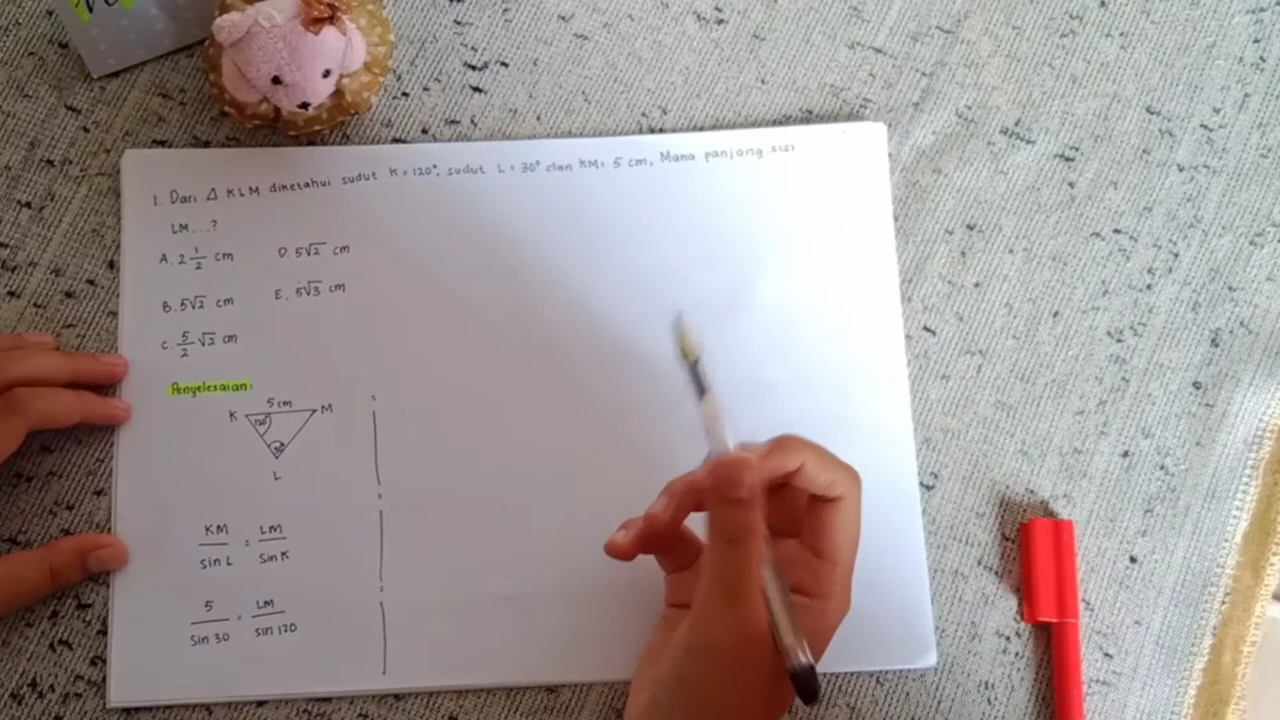 1. Dari Δ KLM diketahui sudut K = 120°, sudut L = 30° dan KM = 5 cm, Maka panjang sisi
LM...?
A. 2 1/2 cm
D. 5√2 cm
B. 5√2 cm
E. 5√3 cm
C. 5/2 √2 cm
Penyelesaian:
5 cm
K
M
120°
30°
L
KM/sin L = LM/sin K
5/sin 30 = LM/sin 120